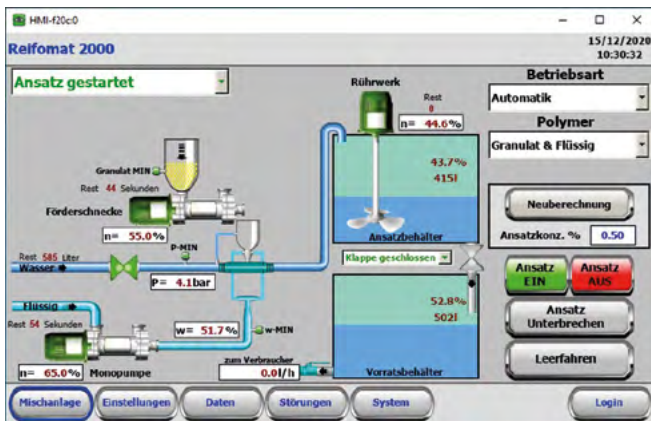 HMI-f20c:0
Reifomat 2000
15/12/2020
10:30:32
Ansatz gestartet
Rührwerk
Rest
0
n= 44.6%
Betriebsart
Automatik
Polymer
Granulat & Flüssig
Granulat MIN
Rest 44 Sekunden
Förderschnecke
n= 55.0%
P-MIN
43.7%
415l
Ansatzbehälter
Neuberechnung
Ansatzkonz. % 0.50
Rest 585 Liter
Wasser
P= 4.1bar
Klappe geschlossen
Ansatz
EIN
Ansatz
AUS
Flüssig
Rest 54 Sekunden
w= 51.7%
w-MIN
52.8%
502l
Ansatz
Unterbrechen
n= 65.0% Monopumpe
zum Verbraucher
0.0l/h
Vorratsbehälter
Leerfahren
Mischanlage
Einstellungen
Daten
Störungen
System
Login